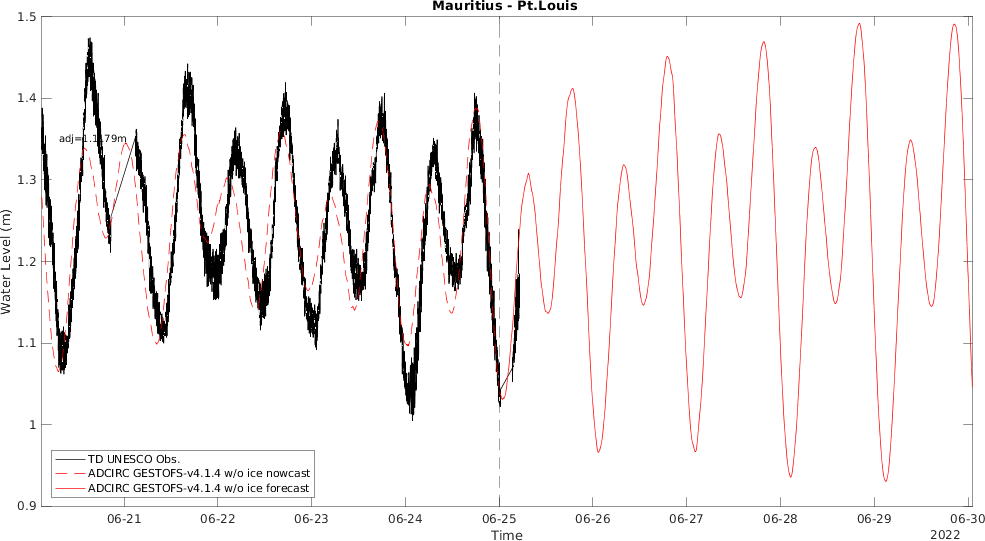 Mauritius - Pt.Louis
1.5
1.4
1.3
1.2
1.1
1
0.9
Water Level (m)
adj=1.1179m
TD UNESCO Obs.
ADCIRC GESTOFS-v4.1.4 w/o ice nowcast
ADCIRC GESTOFS-v4.1.4 w/o ice forecast
06-21 06-22 06-23 06-24 06-25 06-26 06-27 06-28 06-29 06-30
Time
2022